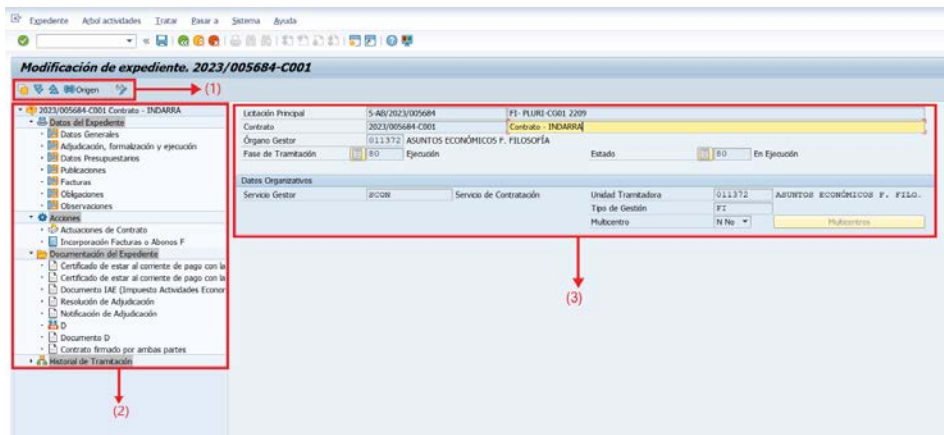 Expediente Arbol actividades Tratar Pasar a Sistema Ayuda
Modificación de expediente. 2023/005684-C001
Origen (1)
2023/005684-C001 Contrato - INDARRA
Datos del Expediente
Datos Generales
Adjudicación, formalización y ejecución
Datos Presupuestarios
Publicaciones
Facturas
Obligaciones
Observaciones
Acciones
Actuaciones de Contrato
Incorporación Facturas o Abonos F
Documentación del Expediente
Certificado de estar al corriente de pago con la
Certificado de estar al corriente de pago con la
Documento IAE (Impuesto Actividades Econor
Resolución de Adjudicación
Notificación de Adjudicación
D
Documento D
Contrato firmado por ambas partes
Historial de Tramitación
(2)
Licitación Principal S-AB/2023/005684 FI- PLURI-C001 2209
Contrato 2023/005684-C001 Contrato - INDARRA
Órgano Gestor 011372 ASUNTOS ECONÓMICOS F. FILOSOFÍA
Fase de Tramitación 80 Ejecución Estado 80 En Ejecución
Datos Organizativos
Servicio Gestor SCON Servicio de Contratación Unidad Tramitadora 011372 ASUNTOS ECONÓMICOS F. FILO.
Tipo de Gestión FI
Multicentro N No Multicentros
(3)